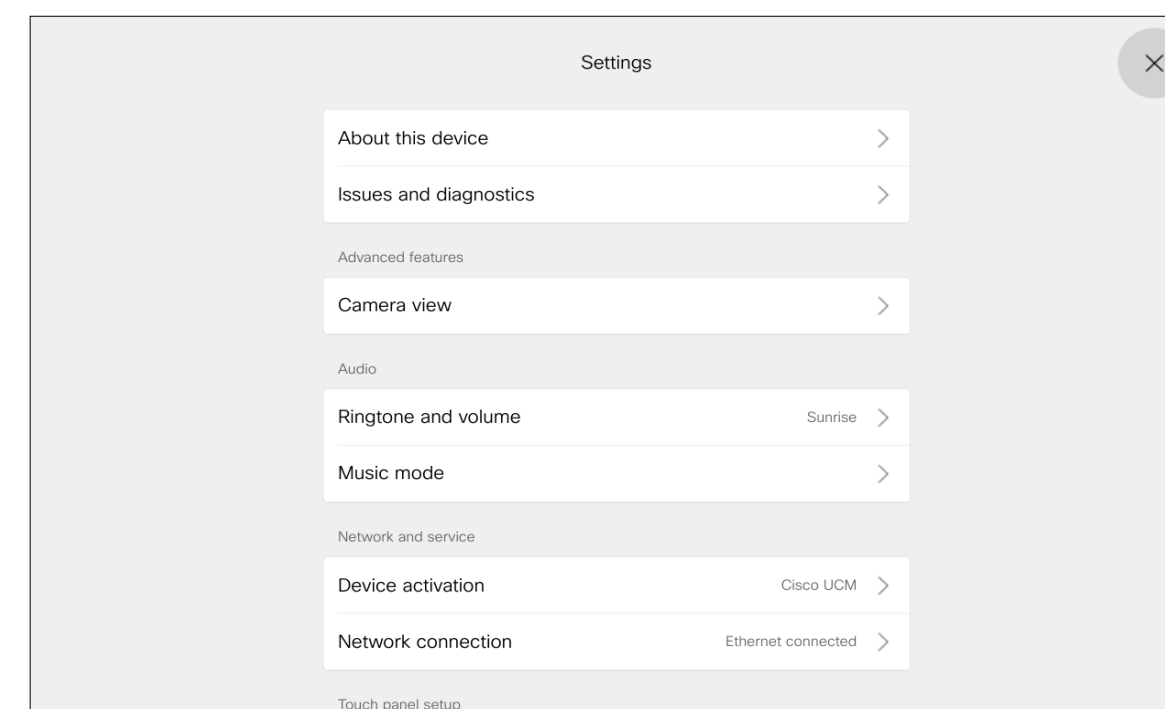 Settings
About this device
Issues and diagnostics
Advanced features
Camera view
Audio
Ringtone and volume Sunrise
Music mode
Network and service
Device activation Cisco UCM
Network connection Ethernet connected
Touch panel setup